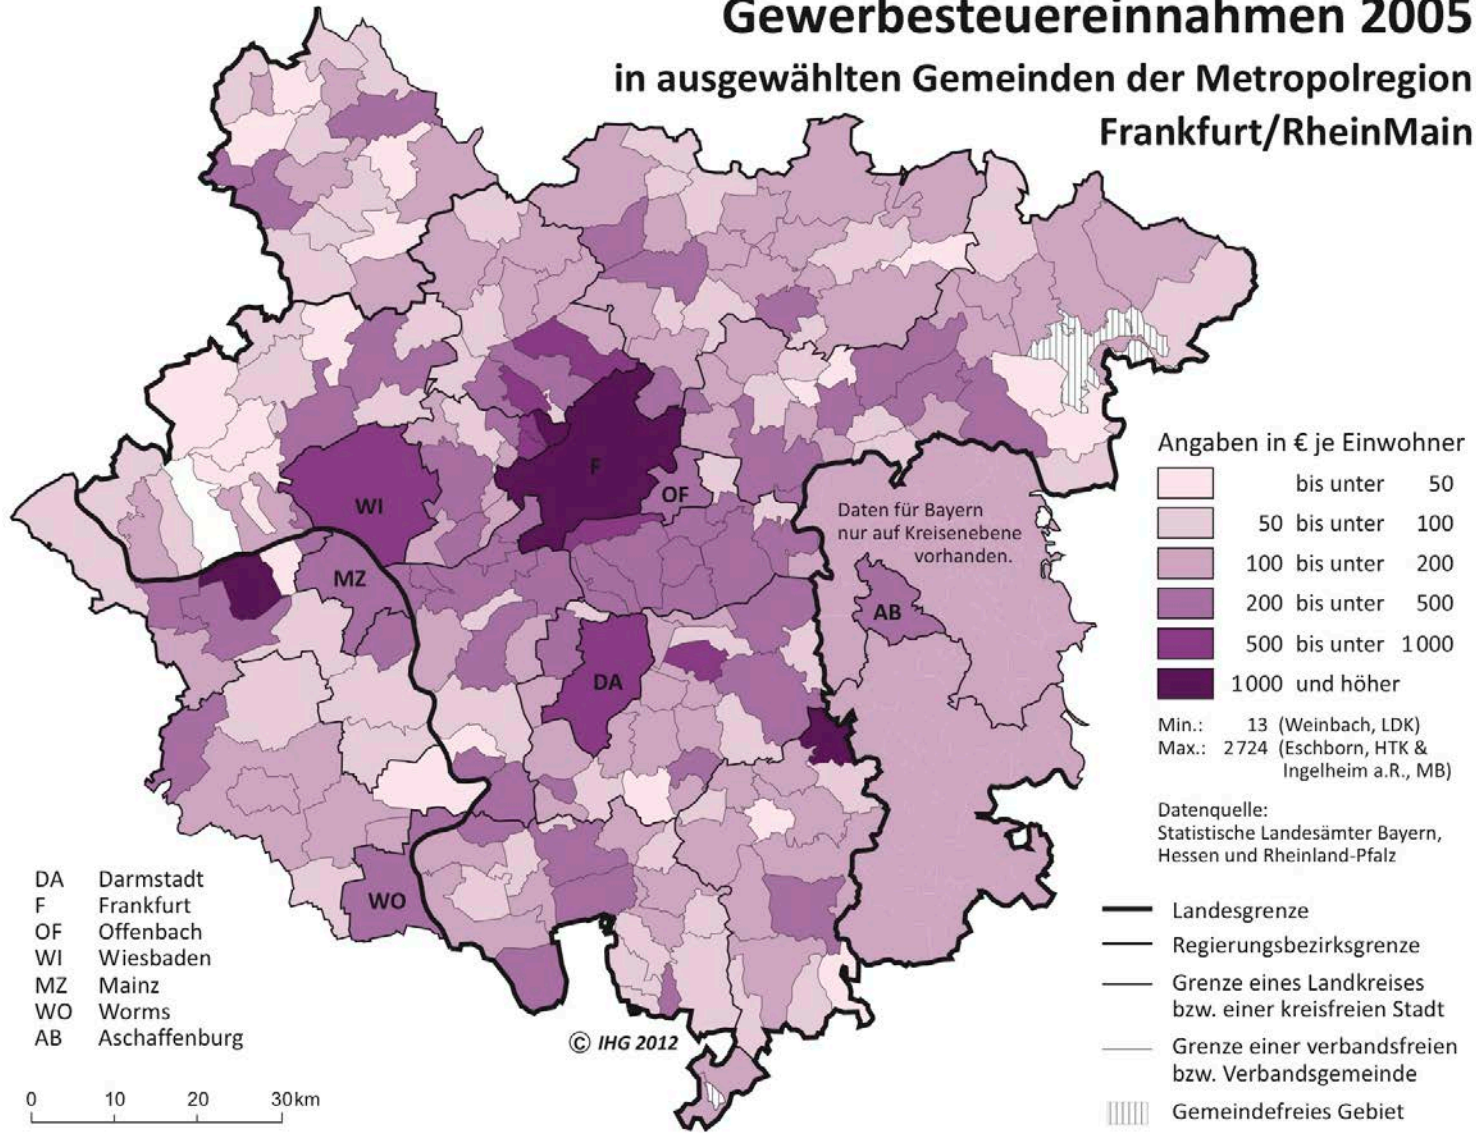 Gewerbesteuereinnahmen 2005
in ausgewählten Gemeinden der Metropolregion
Frankfurt/RheinMain
F
OF
WI
MZ
DA
WO
AB
Daten für Bayern
nur auf Kreisenebene
vorhanden.
Angaben in € je Einwohner
bis unter 50
50 bis unter 100
100 bis unter 200
200 bis unter 500
500 bis unter 1000
1000 und höher
Min.: 13 (Weinbach, LDK)
Max.: 2724 (Eschborn, HTK &
Ingelheim a.R., MB)
Datenquelle:
Statistische Landesämter Bayern,
Hessen und Rheinland-Pfalz
Landesgrenze
Regierungsbezirksgrenze
Grenze eines Landkreises
bzw. einer kreisfreien Stadt
Grenze einer verbandsfreien
bzw. Verbandsgemeinde
Gemeindefreies Gebiet
DA Darmstadt
F Frankfurt
OF Offenbach
WI Wiesbaden
MZ Mainz
WO Worms
AB Aschaffenburg
© IHG 2012
0 10 20 30km